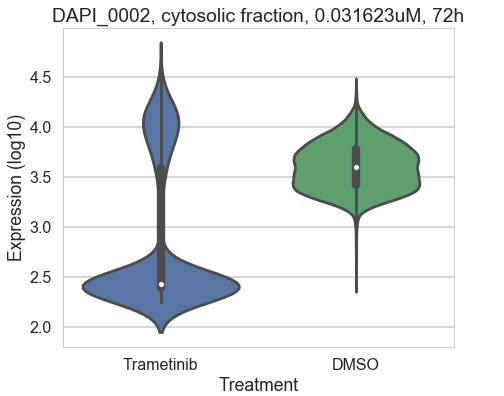 DAPI_0002, cytosolic fraction, 0.031623uM, 72h
Expression (log10)
4.5
4.0
3.5
3.0
2.5
2.0
Trametinib
DMSO
Treatment